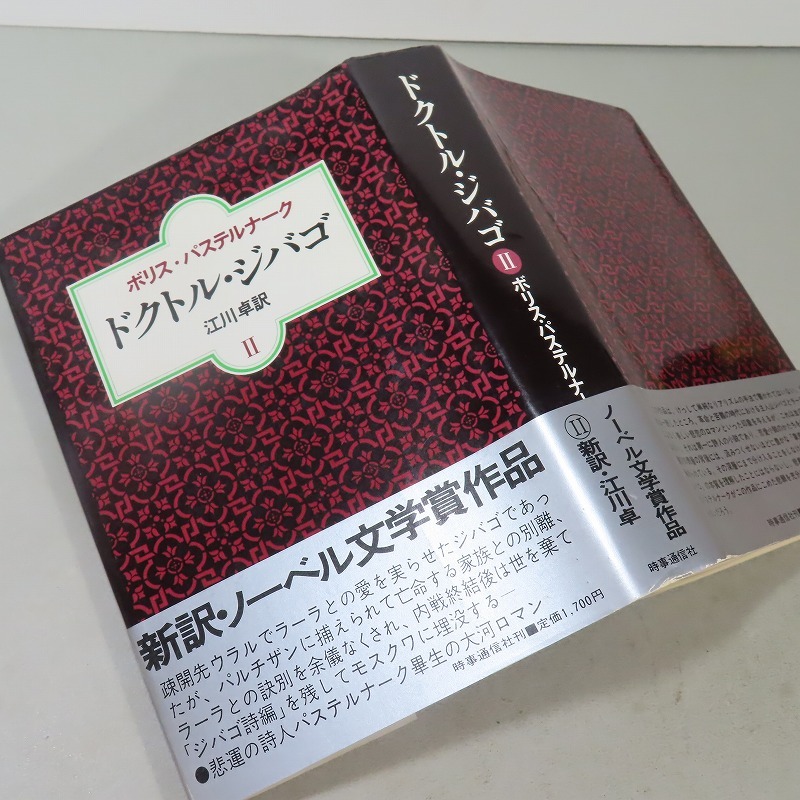 ボリス・パステルナーク
ドクトル・ジバゴ
江川卓訳
II
新訳・ノーベル文学賞作品
疎開先ウラルでラーラとの愛を実らせたジバゴであっ
たが、パルチザンに捕えられて亡命する家族との別離、
ラーラとの訣別を余儀なくされ、内戦終結後は世を棄て
「ジバゴ詩編」を残してモスクワに埋没する―
●悲運の詩人パステルナーク畢生の大河ロマン
時事通信社刊■定価1,700円
ドクトル・ジバゴ
II
ボリス・パステルナー
II
新訳・江川卓
ノーベル文学賞作品
時事通信社